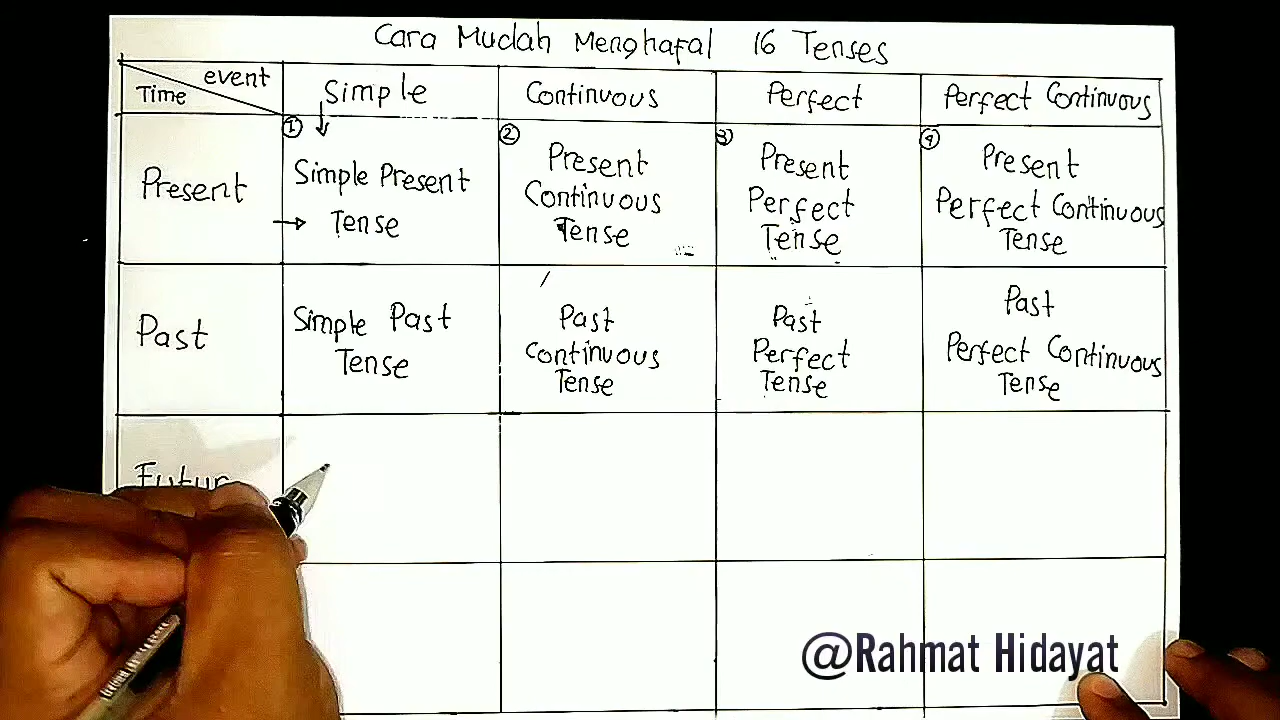 Cara Mudah Menghafal 16 Tenses
event
Time
Simple
Continuous
Perfect
Perfect Continuous
Present
1
Simple Present
Tense
2
Present
Continuous
Tense
3
Present
Perfect
Tense
4
Present
Perfect Continuous
Tense
Past
Simple Past
Tense
Past
Continuous
Tense
Past
Perfect
Tense
Past
Perfect Continuous
Tense
Futur
@Rahmat Hidayat